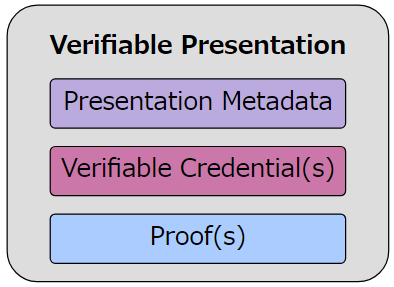 Verifiable Presentation
Presentation Metadata
Verifiable Credential(s)
Proof(s)